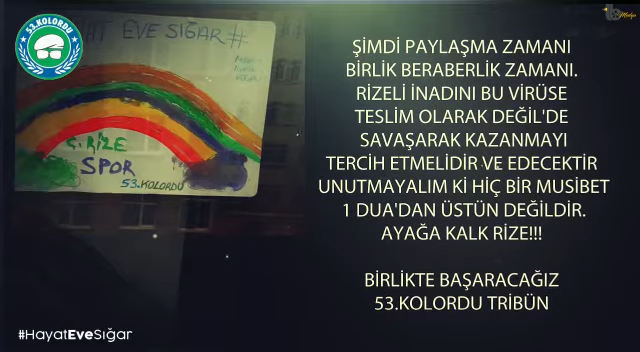 53.KOLORDU
HAYAT EVE SIĞAR#
Ç.RİZE
SPOR
53.KOLORDU
ŞİMDİ PAYLAŞMA ZAMANI
BİRLİK BERABERLİK ZAMANI.
RİZELİ İNADINI BU VİRÜSE
TESLİM OLARAK DEĞİL'DE
SAVAŞARAK KAZANMAYI
TERCİH ETMELİDİR VE EDECEKTİR
UNUTMAYALIM Kİ HİÇ BİR MUSİBET
1 DUA'DAN ÜSTÜN DEĞİLDİR.
AYAĞA KALK RİZE!!!
BİRLİKTE BAŞARACAĞIZ
53.KOLORDU TRİBÜN
#HayatEveSığar